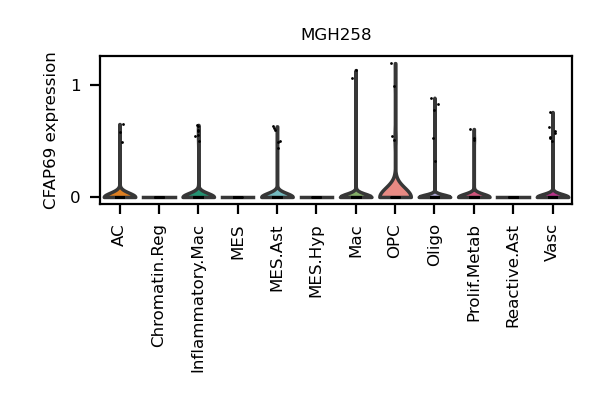 MGH258
CFAP69 expression
1
0
AC
Chromatin.Reg
Inflammatory.Mac
MES
MES.Ast
MES.Hyp
Mac
OPC
Oligo
Prolif.Metab
Reactive.Ast
Vasc